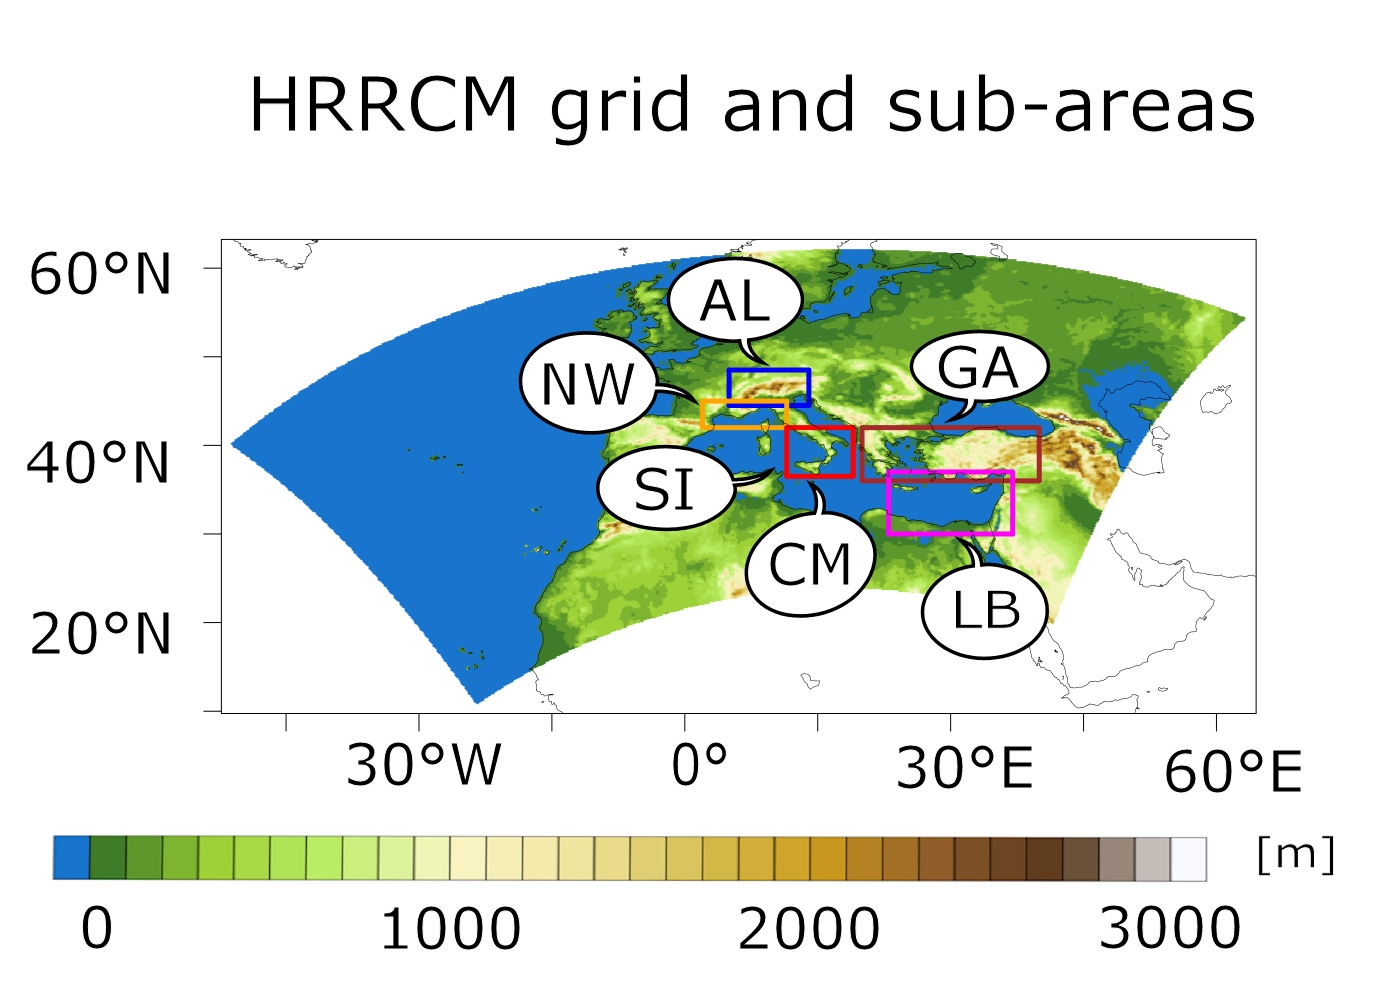 HRRCM grid and sub-areas
60°N
AL
NW
GA
40°N
SI
CM
LB
20°N
30°W 0° 30°E 60°E
[m]
0 1000 2000 3000